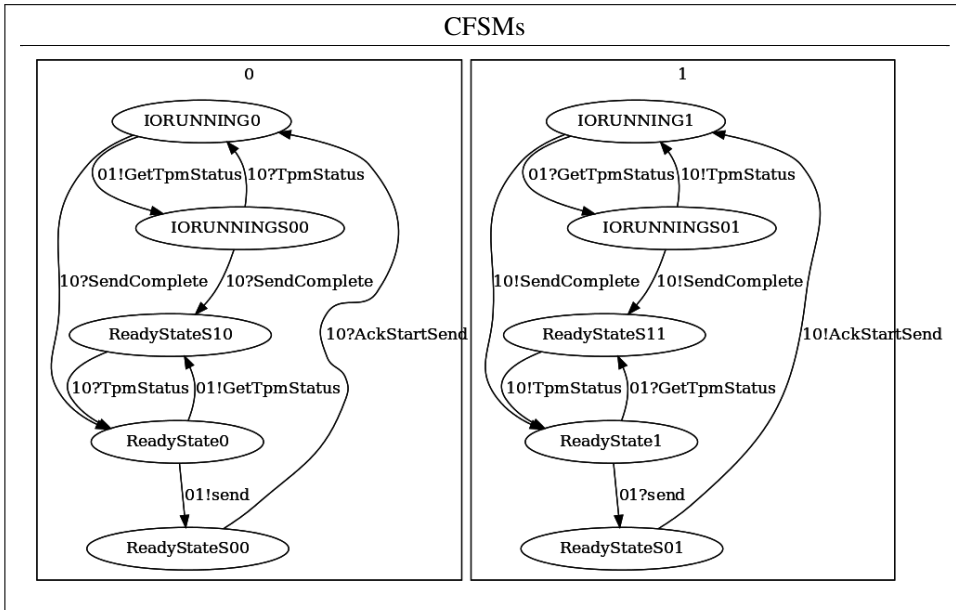 CFSMs
0
IORUNNING0
01!GetTpmStatus
10?TpmStatus
IORUNNINGS00
10?SendComplete
10?SendComplete
ReadyStateS10
10?AckStartSend
10?TpmStatus
01!GetTpmStatus
ReadyState0
01!send
ReadyStateS00
1
IORUNNING1
01?GetTpmStatus
10!TpmStatus
IORUNNINGS01
10!SendComplete
10!SendComplete
ReadyStateS11
10!AckStartSend
10!TpmStatus
01?GetTpmStatus
ReadyState1
01?send
ReadyStateS01